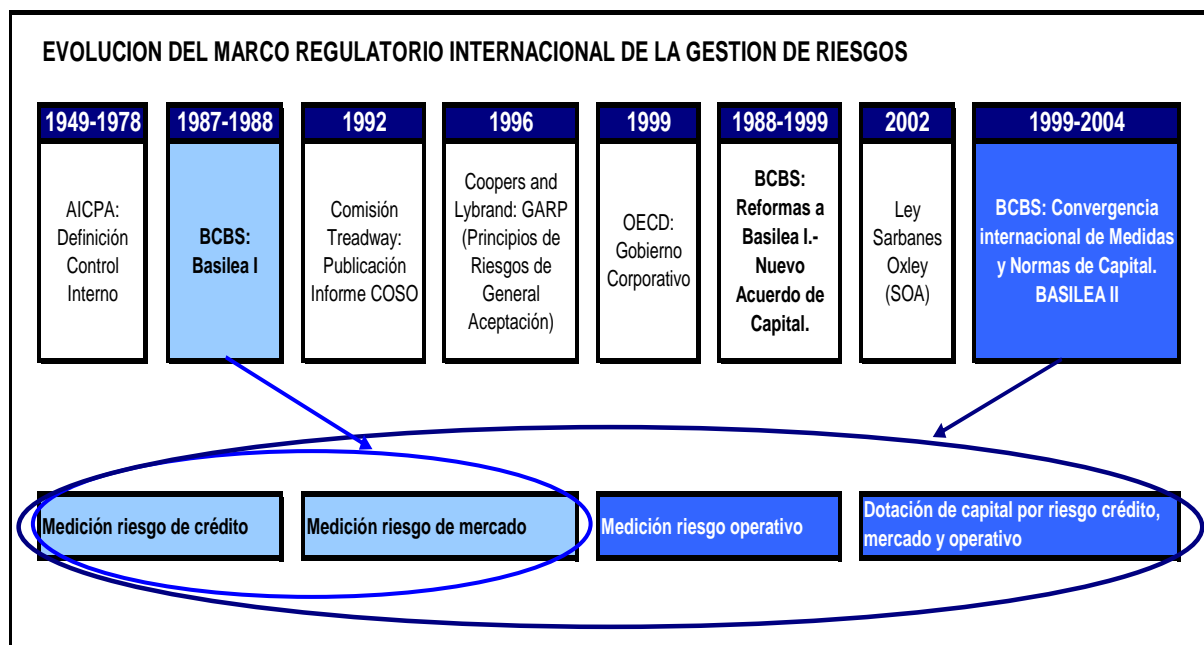 EVOLUCION DEL MARCO REGULATORIO INTERNACIONAL DE LA GESTION DE RIESGOS
1949-1978
AICPA:
Definición
Control
Interno
1987-1988
BCBS:
Basilea I
1992
Comisión
Treadway:
Publicación
Informe COSO
1996
Coopers and
Lybrand: GARP
(Principios de
Riesgos de
General
Aceptación)
1999
OECD:
Gobierno
Corporativo
1988-1999
BCBS:
Reformas a
Basilea I.-
Nuevo
Acuerdo de
Capital.
2002
Ley
Sarbanes
Oxley
(SOA)
1999-2004
BCBS: Convergencia
internacional de Medidas
y Normas de Capital.
BASILEA II
Medición riesgo de crédito
Medición riesgo de mercado
Medición riesgo operativo
Dotación de capital por riesgo crédito,
mercado y operativo